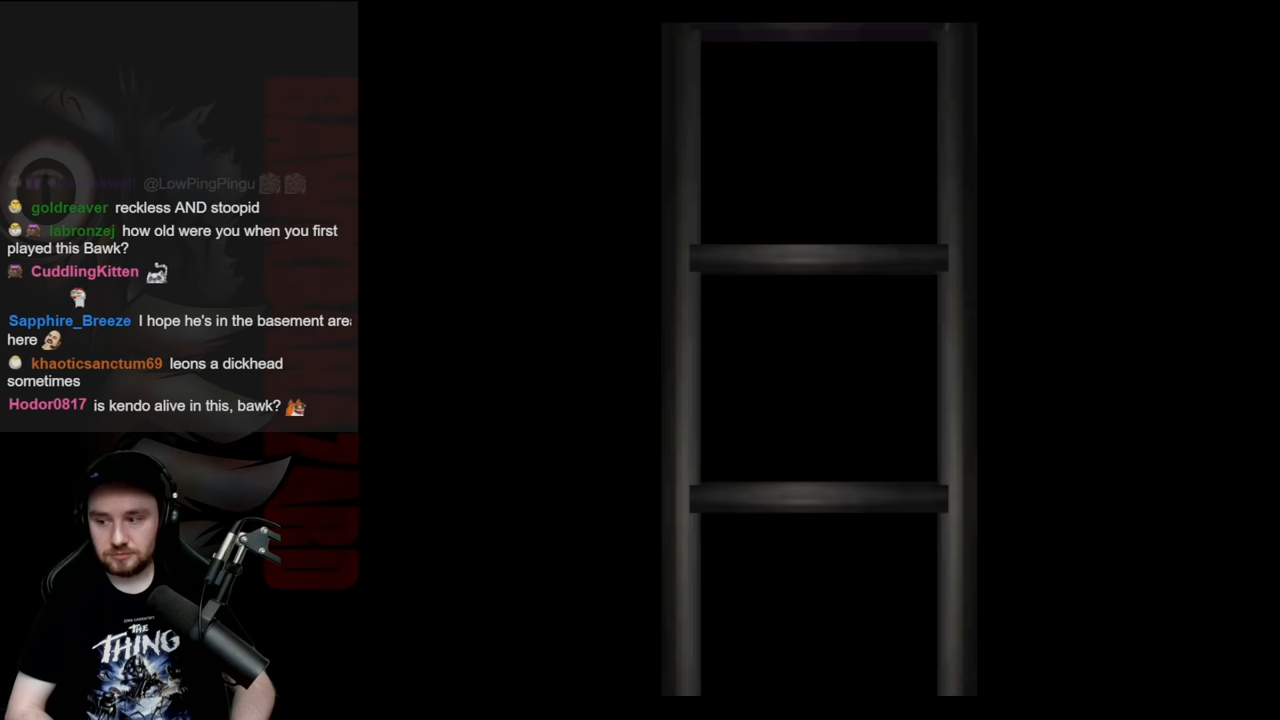 @LowPingPingu
goldreaver reckless AND stoopid
labronzej how old were you when you first
played this Bawk?
CuddlingKitten
Sapphire_Breeze I hope he's in the basement area
here
khaoticsanctum69 leons a dickhead
sometimes
Hodor0817 is kendo alive in this, bawk?
THE
THING